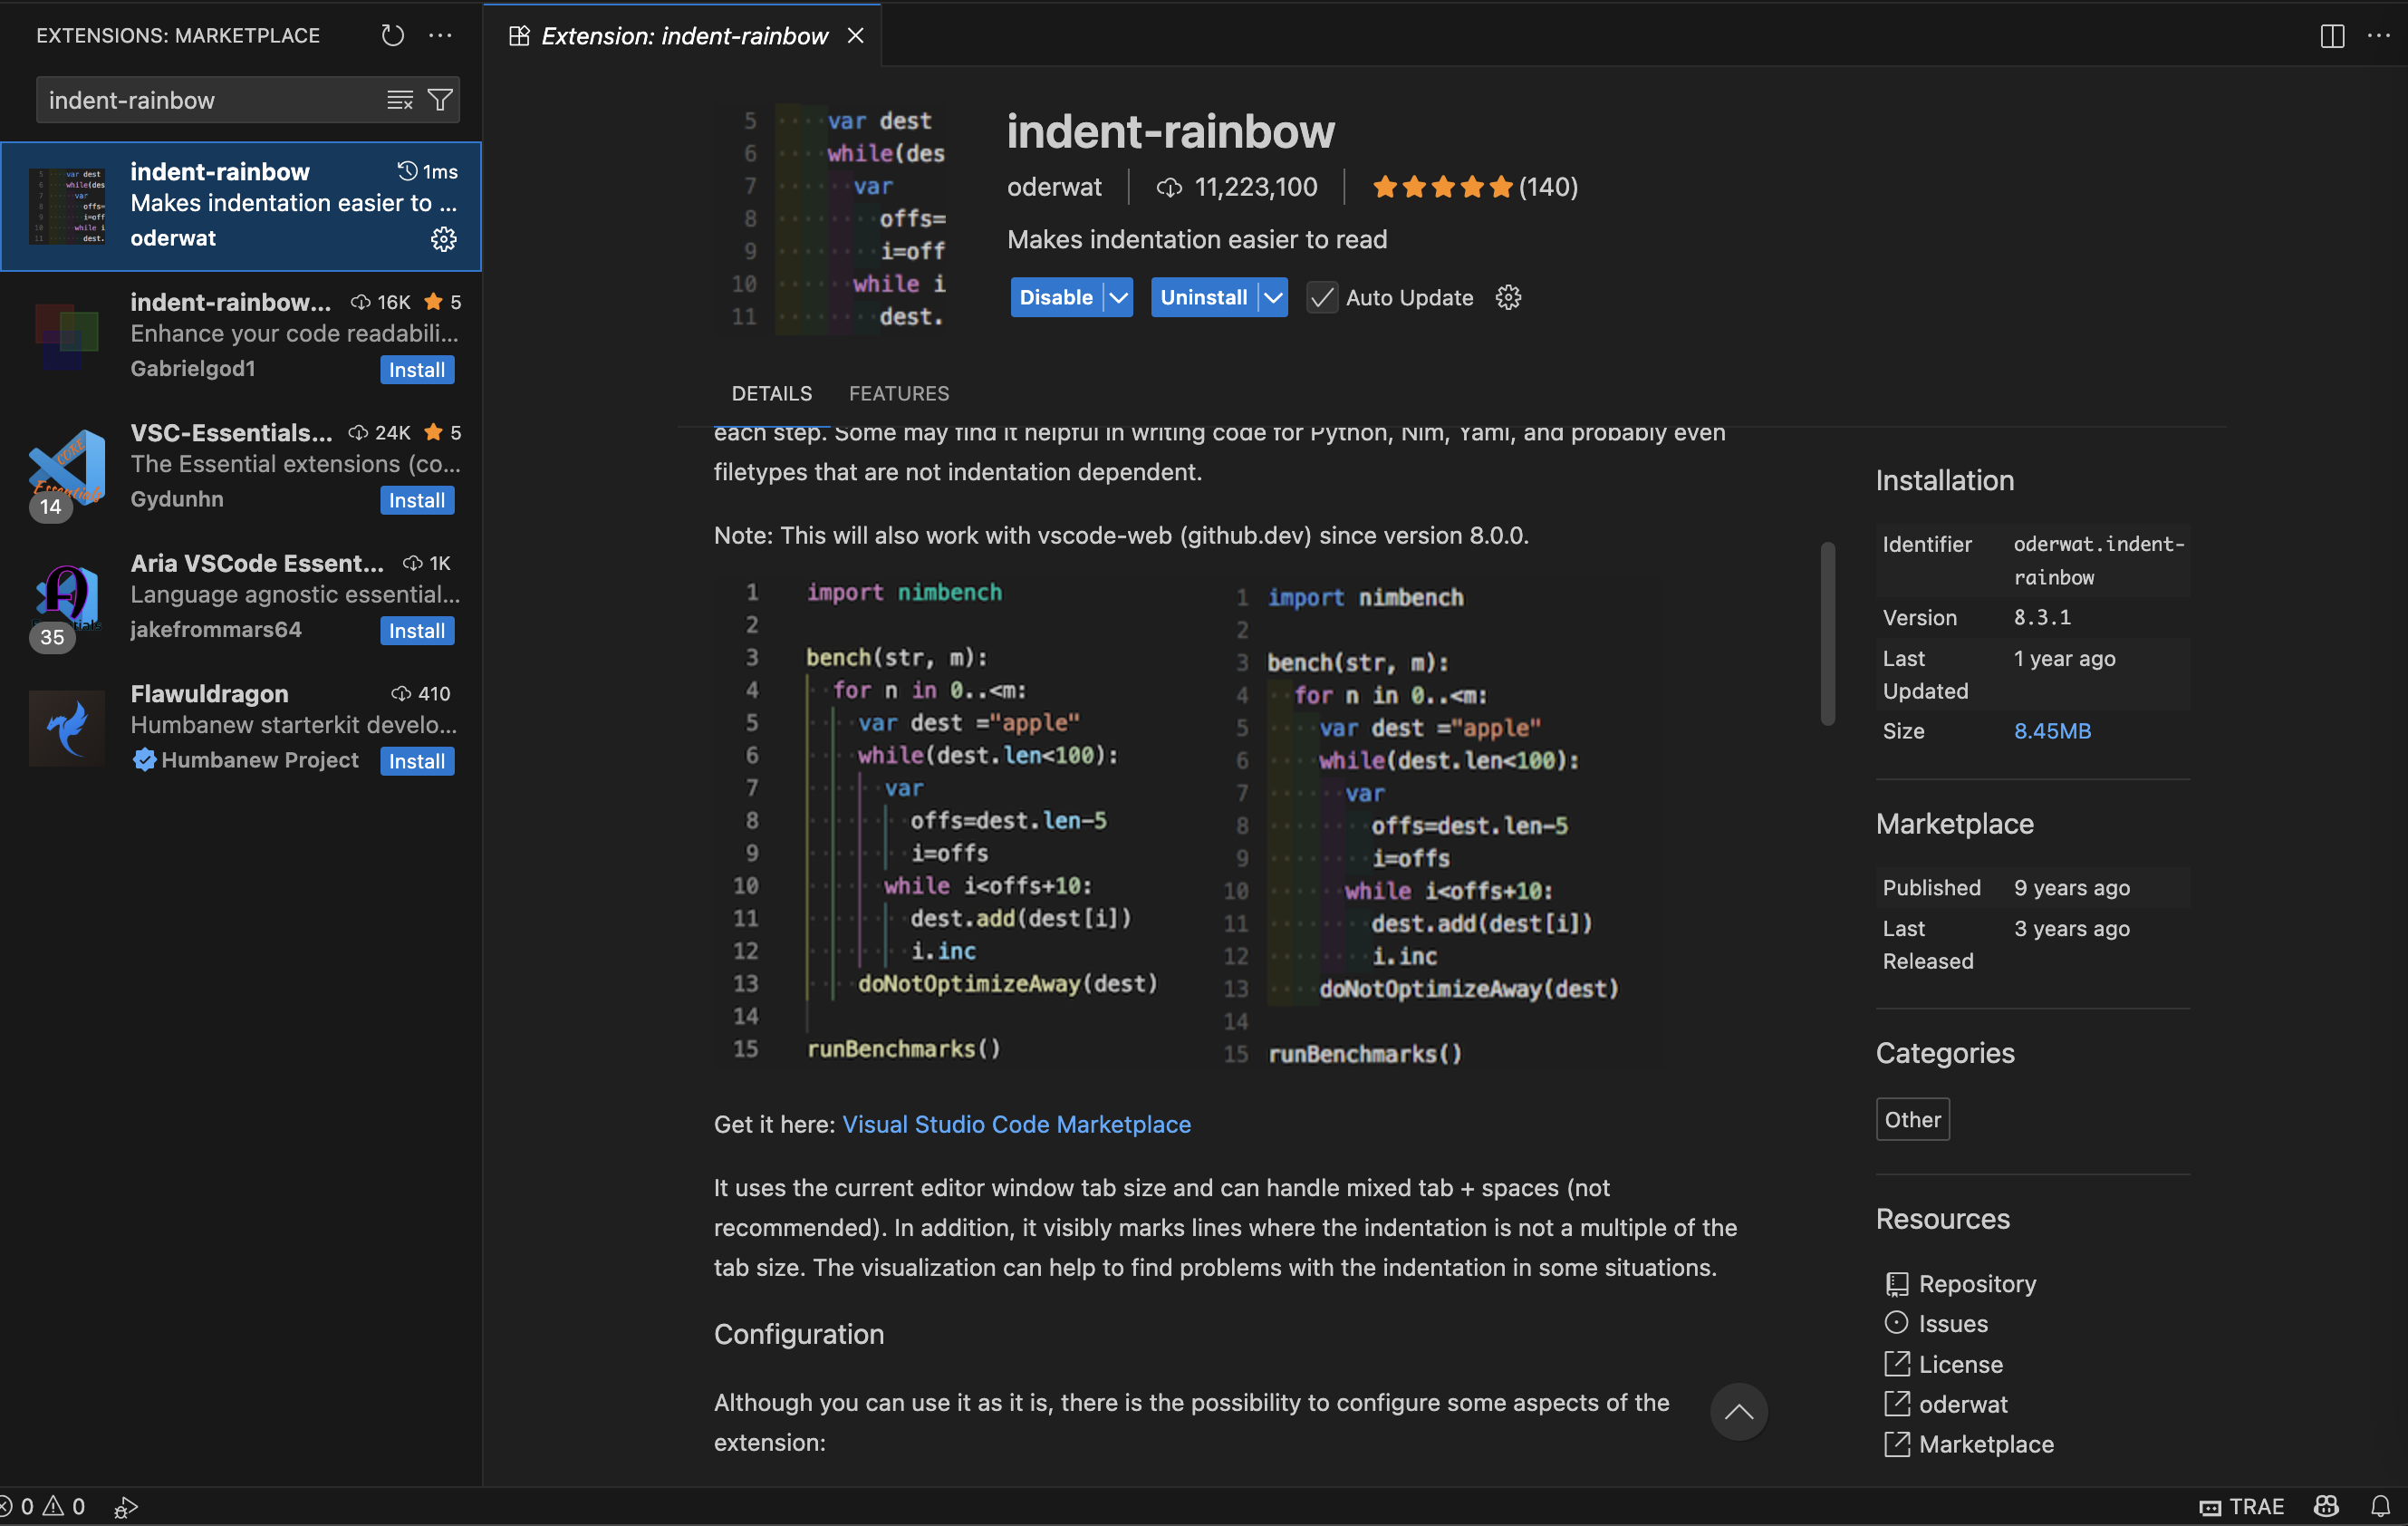 EXTENSIONS: MARKETPLACE
indent-rainbow
indent-rainbow 1ms
Makes indentation easier to ...
oderwat
indent-rainbow... 16K 5
Enhance your code readabili...
Gabrielgod1 Install
VSC-Essentials... 24K 5
The Essential extensions (co...
Gydunhn Install
CORE
Essentials
14
Aria VSCode Essent... 1K
Language agnostic essential...
jakefrommars64 Install
35
Flawuldragon 410
Humbanew starterkit develo...
Humbanew Project Install
Extension: indent-rainbow
5 ····var dest
6 ····while(des
7 ······var
8 ········offs=
9 ········i=off
10 ······while i
11 ········dest.
indent-rainbow
oderwat 11,223,100 (140)
Makes indentation easier to read
Disable Uninstall Auto Update
DETAILS FEATURES
each step. Some may find it helpful in writing code for Python, Nim, Yaml, and probably even
filetypes that are not indentation dependent.
Note: This will also work with vscode-web (github.dev) since version 8.0.0.
1 import nimbench
2
3 bench(str, m):
4 ··for n in 0..<m:
5 ····var dest ="apple"
6 ····while(dest.len<100):
7 ······var
8 ········offs=dest.len-5
9 ········i=offs
10 ······while i<offs+10:
11 ········dest.add(dest[i])
12 ········i.inc
13 ····doNotOptimizeAway(dest)
14
15 runBenchmarks()
1 import nimbench
2
3 bench(str, m):
4 ··for n in 0..<m:
5 ····var dest ="apple"
6 ····while(dest.len<100):
7 ······var
8 ········offs=dest.len-5
9 ········i=offs
10 ······while i<offs+10:
11 ········dest.add(dest[i])
12 ········i.inc
13 ····doNotOptimizeAway(dest)
14
15 runBenchmarks()
Get it here: Visual Studio Code Marketplace
It uses the current editor window tab size and can handle mixed tab + spaces (not
recommended). In addition, it visibly marks lines where the indentation is not a multiple of the
tab size. The visualization can help to find problems with the indentation in some situations.
Configuration
Although you can use it as it is, there is the possibility to configure some aspects of the
extension:
Installation
Identifier oderwat.indent-
rainbow
Version 8.3.1
Last 1 year ago
Updated
Size 8.45MB
Marketplace
Published 9 years ago
Last 3 years ago
Released
Categories
Other
Resources
Repository
Issues
License
oderwat
Marketplace
0 0
TRAE